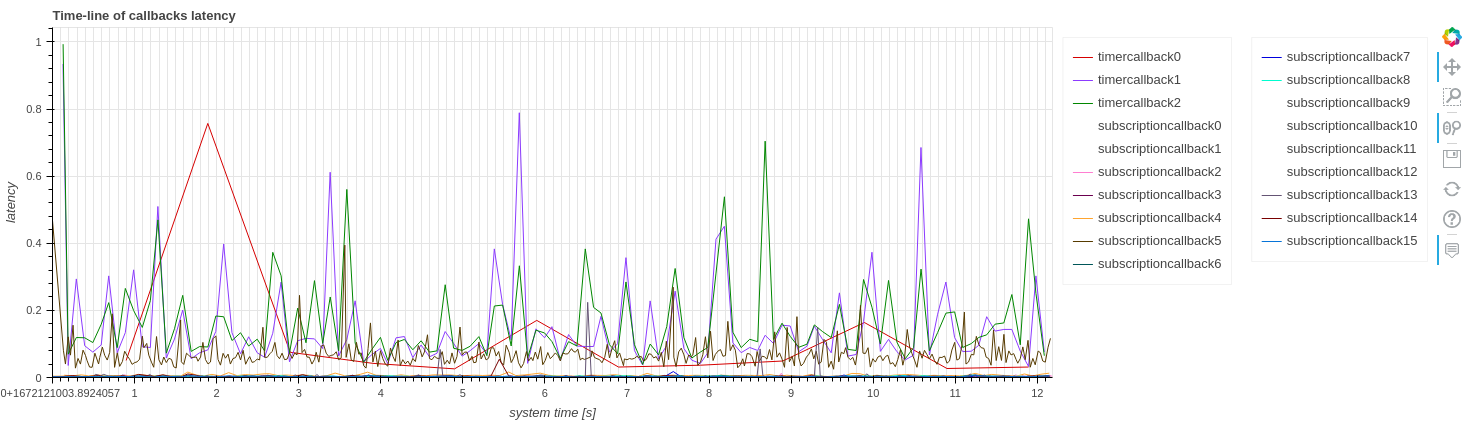 Time-line of callbacks latency
1
0.8
0.6
0.4
0.2
0
latency
0+1672121003.8924057
1
2
3
4
5
6
7
8
9
10
11
12
system time [s]
timercallback0
timercallback1
timercallback2
subscriptioncallback0
subscriptioncallback1
subscriptioncallback2
subscriptioncallback3
subscriptioncallback4
subscriptioncallback5
subscriptioncallback6
subscriptioncallback7
subscriptioncallback8
subscriptioncallback9
subscriptioncallback10
subscriptioncallback11
subscriptioncallback12
subscriptioncallback13
subscriptioncallback14
subscriptioncallback15